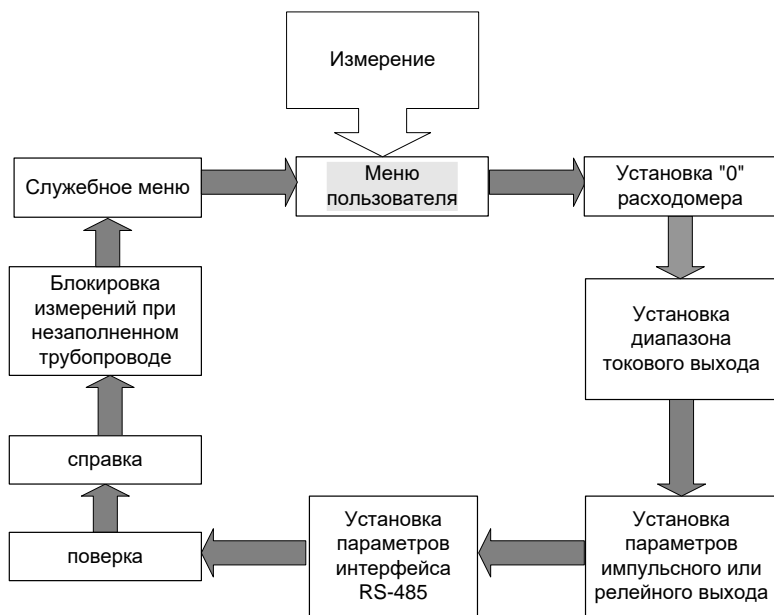 Измерение
Служебное меню
Меню
пользователя
Установка "0"
расходомера
Блокировка
измерений при
незаполненном
трубопроводе
Установка
диапазона
токового выхода
справка
поверка
Установка
параметров
интерфейса
RS-485
Установка
параметров
импульсного или
релейного выхода